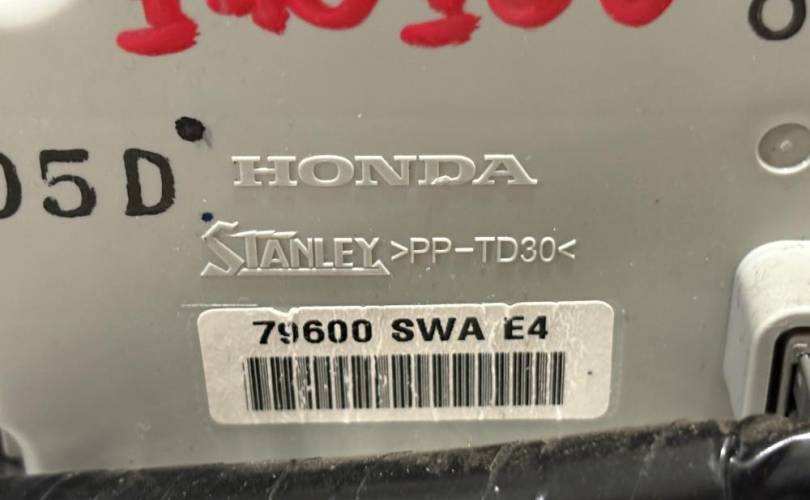 05D
HONDA
STANLEY >PP-TD30<
79600 SWA E4